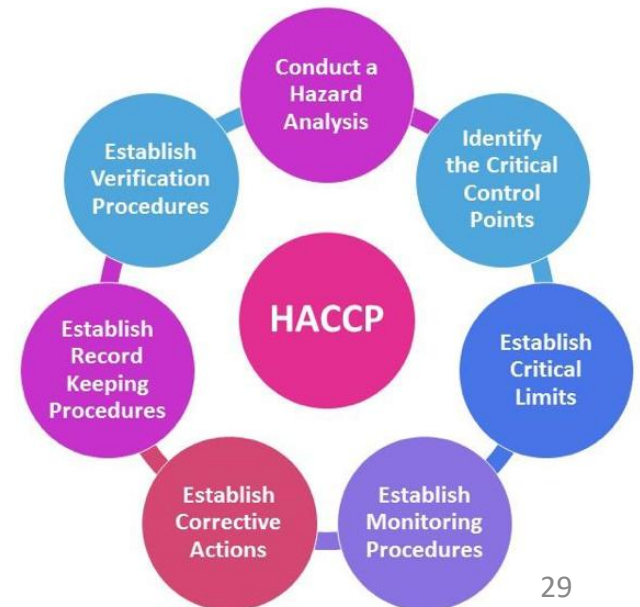 Conduct a
Hazard
Analysis
Identify
the Critical
Control
Points
Establish
Critical
Limits
Establish
Monitoring
Procedures
Establish
Corrective
Actions
Establish
Record
Keeping
Procedures
Establish
Verification
Procedures
HACCP
29